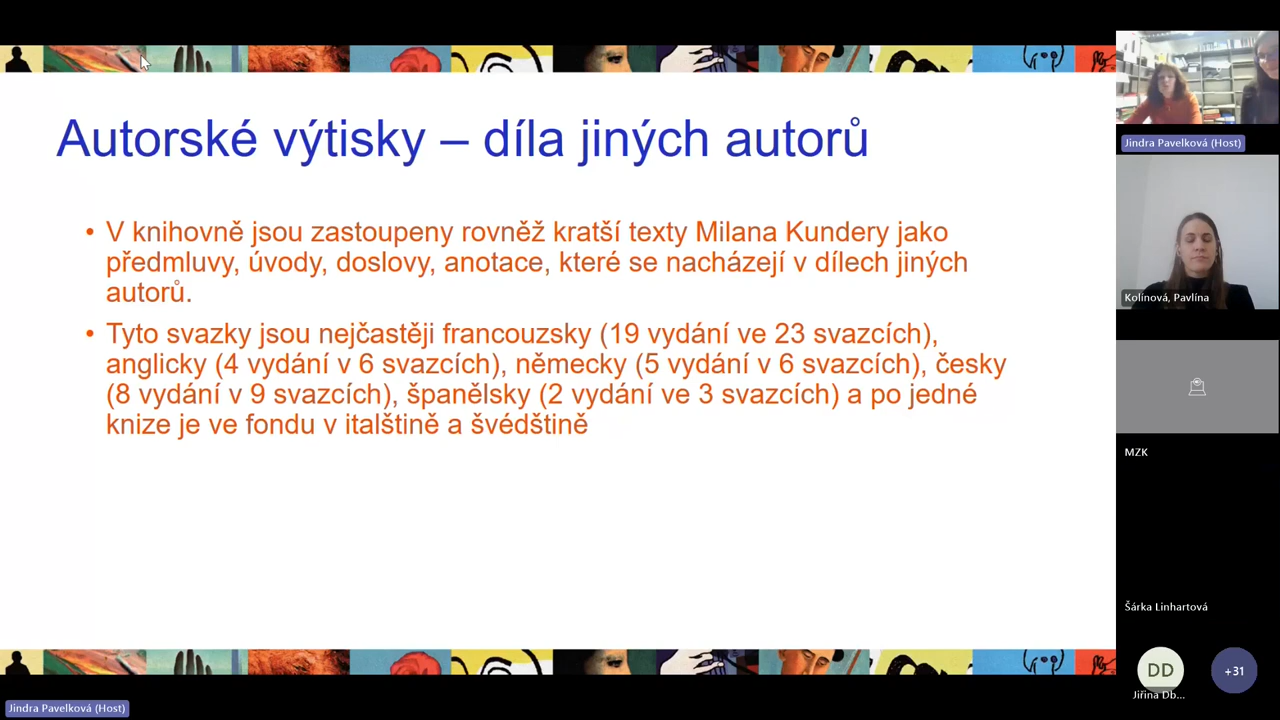 Autorské výtisky – díla jiných autorů
• V knihovně jsou zastoupeny rovněž kratší texty Milana Kundery jako
předmluvy, úvody, doslovy, anotace, které se nacházejí v dílech jiných
autorů.
• Tyto svazky jsou nejčastěji francouzsky (19 vydání ve 23 svazcích),
anglicky (4 vydání v 6 svazcích), německy (5 vydání v 6 svazcích), česky
(8 vydání v 9 svazcích), španělsky (2 vydání ve 3 svazcích) a po jedné
knize je ve fondu v italštině a švédštině
Jindra Pavelková (Host)
Kolínová, Pavlína
MZK
Šárka Linhartová
DD
+31
Jiřina Db...
Jindra Pavelková (Host)